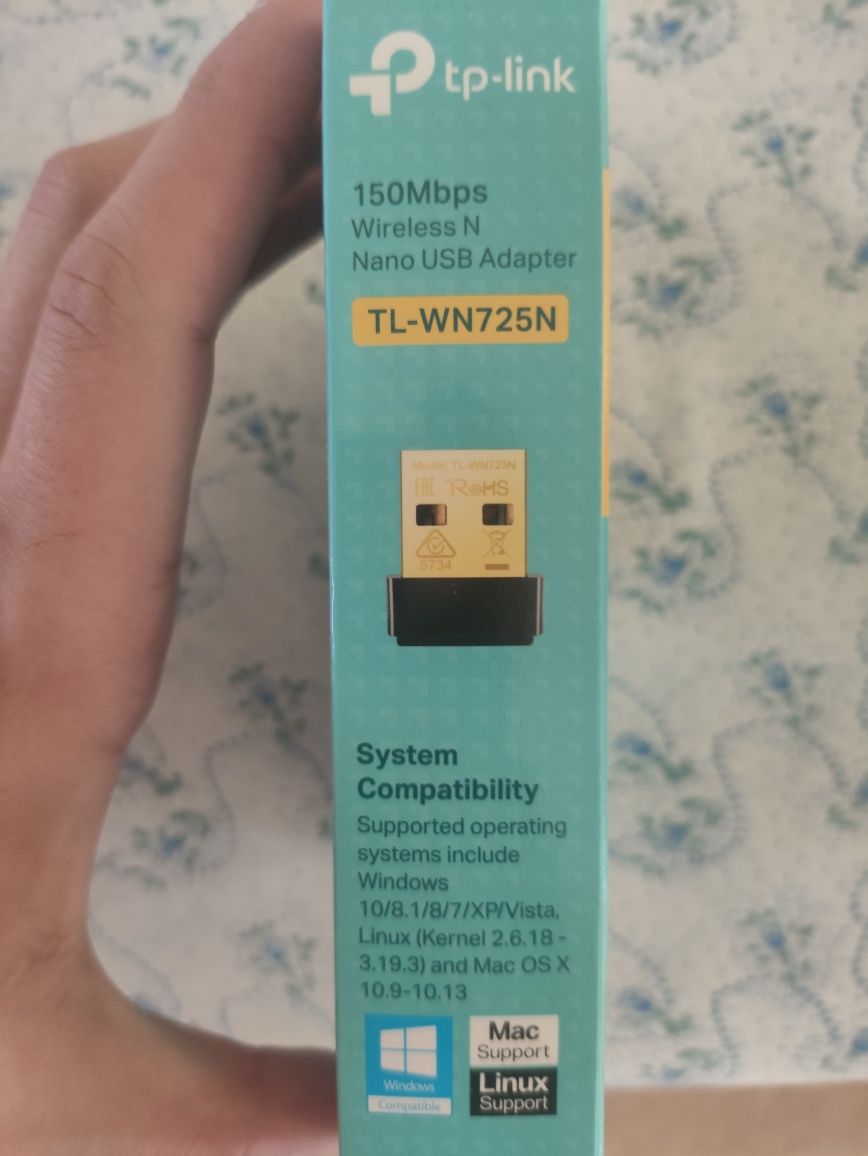 tp-link
150Mbps
Wireless N
Nano USB Adapter
TL-WN725N
Model: TL-WN725N
EAC RoHS
5734
System
Compatibility
Supported operating
systems include
Windows
10/8.1/8/7/XP/Vista,
Linux (Kernel 2.6.18 -
3.19.3) and Mac OS X
10.9-10.13
Windows
Compatible
Mac
Support
Linux
Support